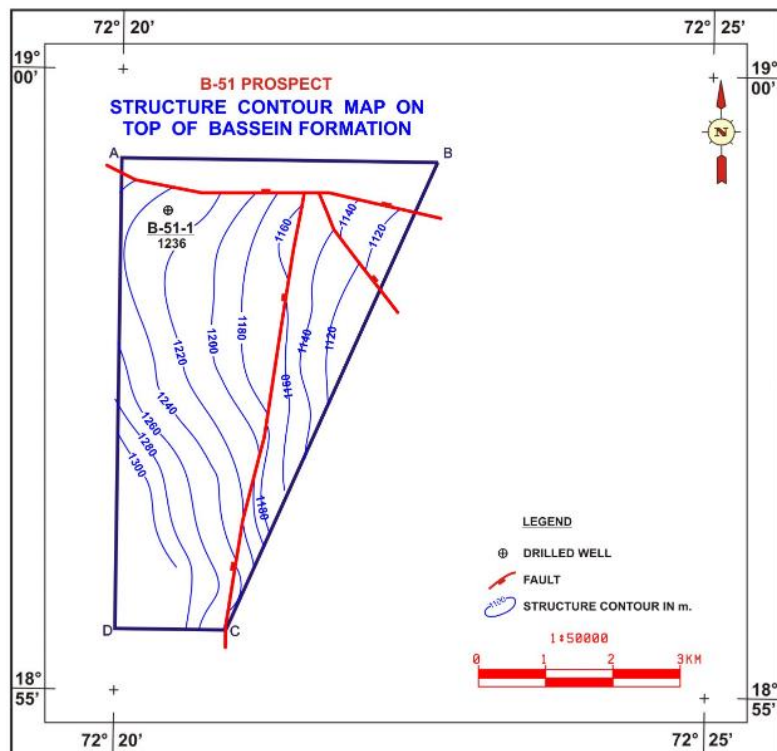 72° 20'
72° 25'
19°
00'
19°
00'
B-51 PROSPECT
STRUCTURE CONTOUR MAP ON
TOP OF BASSEIN FORMATION
N
A
B
B-51-1
1236
1160
1140
1120
1180
1200
1220
1140
1120
1160
1240
1260
1280
1300
1180
D
C
LEGEND
DRILLED WELL
FAULT
1100
STRUCTURE CONTOUR IN m.
1:50000
0 1 2 3KM
18°
55'
18°
55'
72° 20'
72° 25'